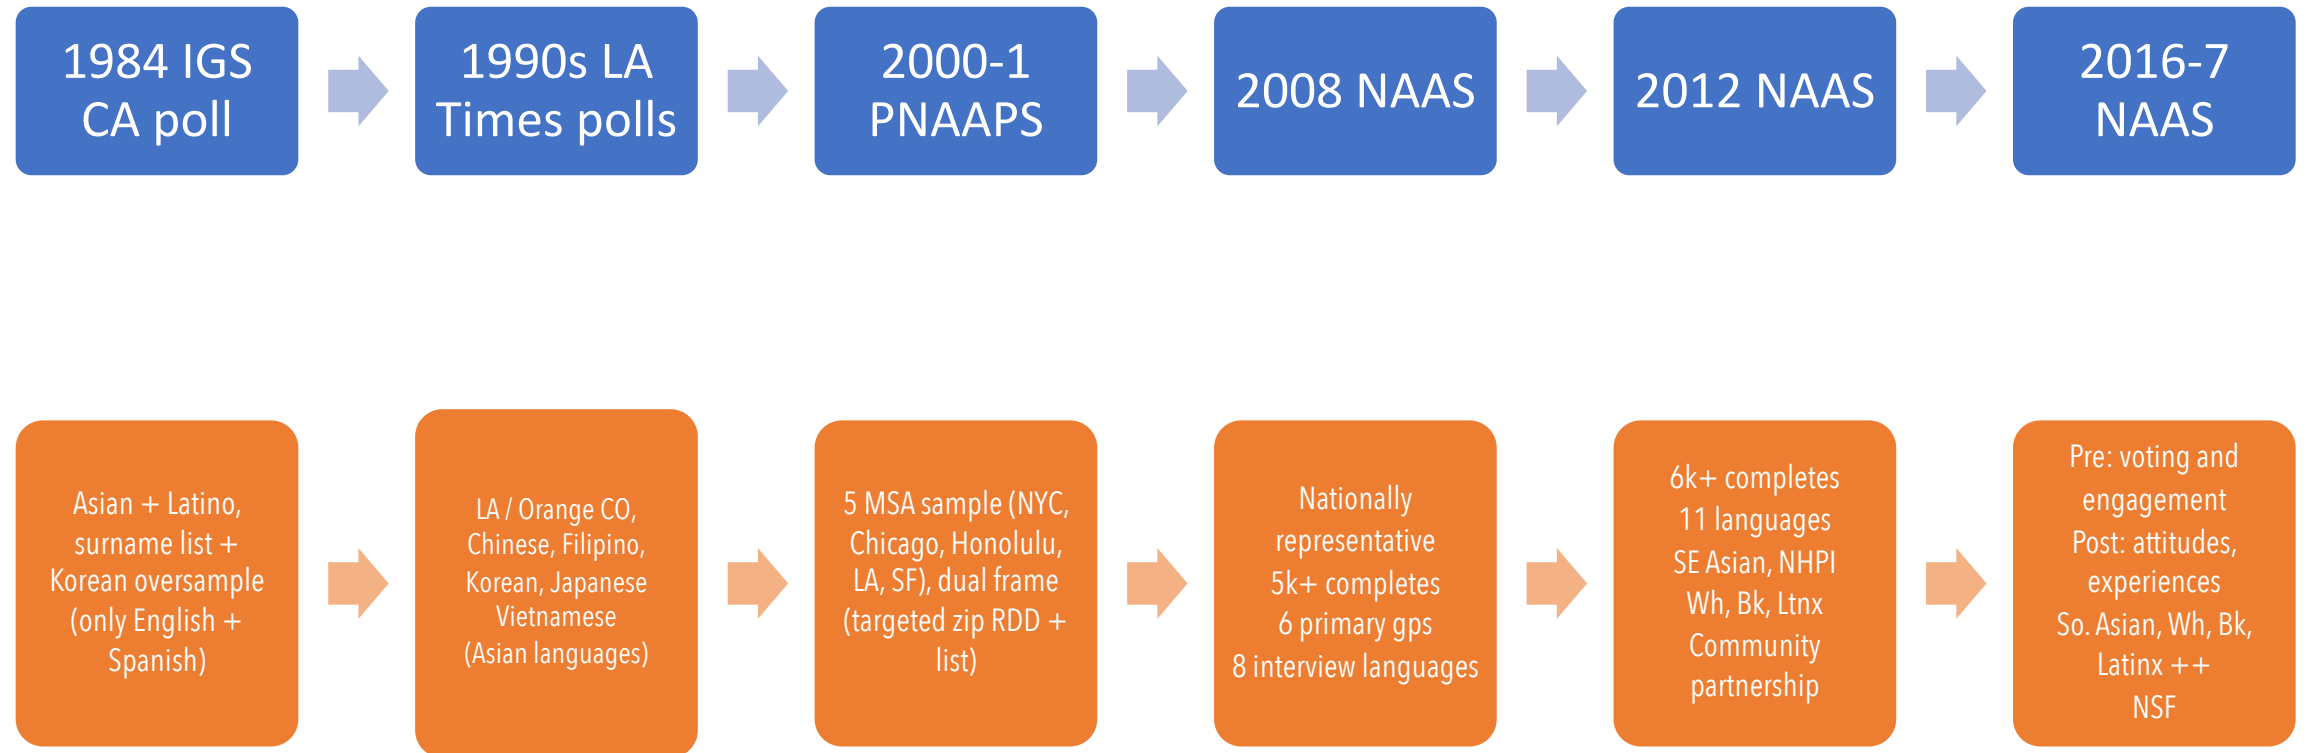 1984 IGS
CA poll
1990s LA
Times polls
2000-1
PNAAPS
2008 NAAS
2012 NAAS
2016-7
NAAS
Asian + Latino,
surname list +
Korean oversample
(only English +
Spanish)
LA / Orange CO,
Chinese, Filipino,
Korean, Japanese
Vietnamese
(Asian languages)
5 MSA sample (NYC,
Chicago, Honolulu,
LA, SF), dual frame
(targeted zip RDD +
list)
Nationally
representative
5k+ completes
6 primary gps
8 interview languages
6k+ completes
11 languages
SE Asian, NHPI
Wh, Bk, Ltnx
Community
partnership
Pre: voting and
engagement
Post: attitudes,
experiences
So. Asian, Wh, Bk,
Latinx ++
NSF